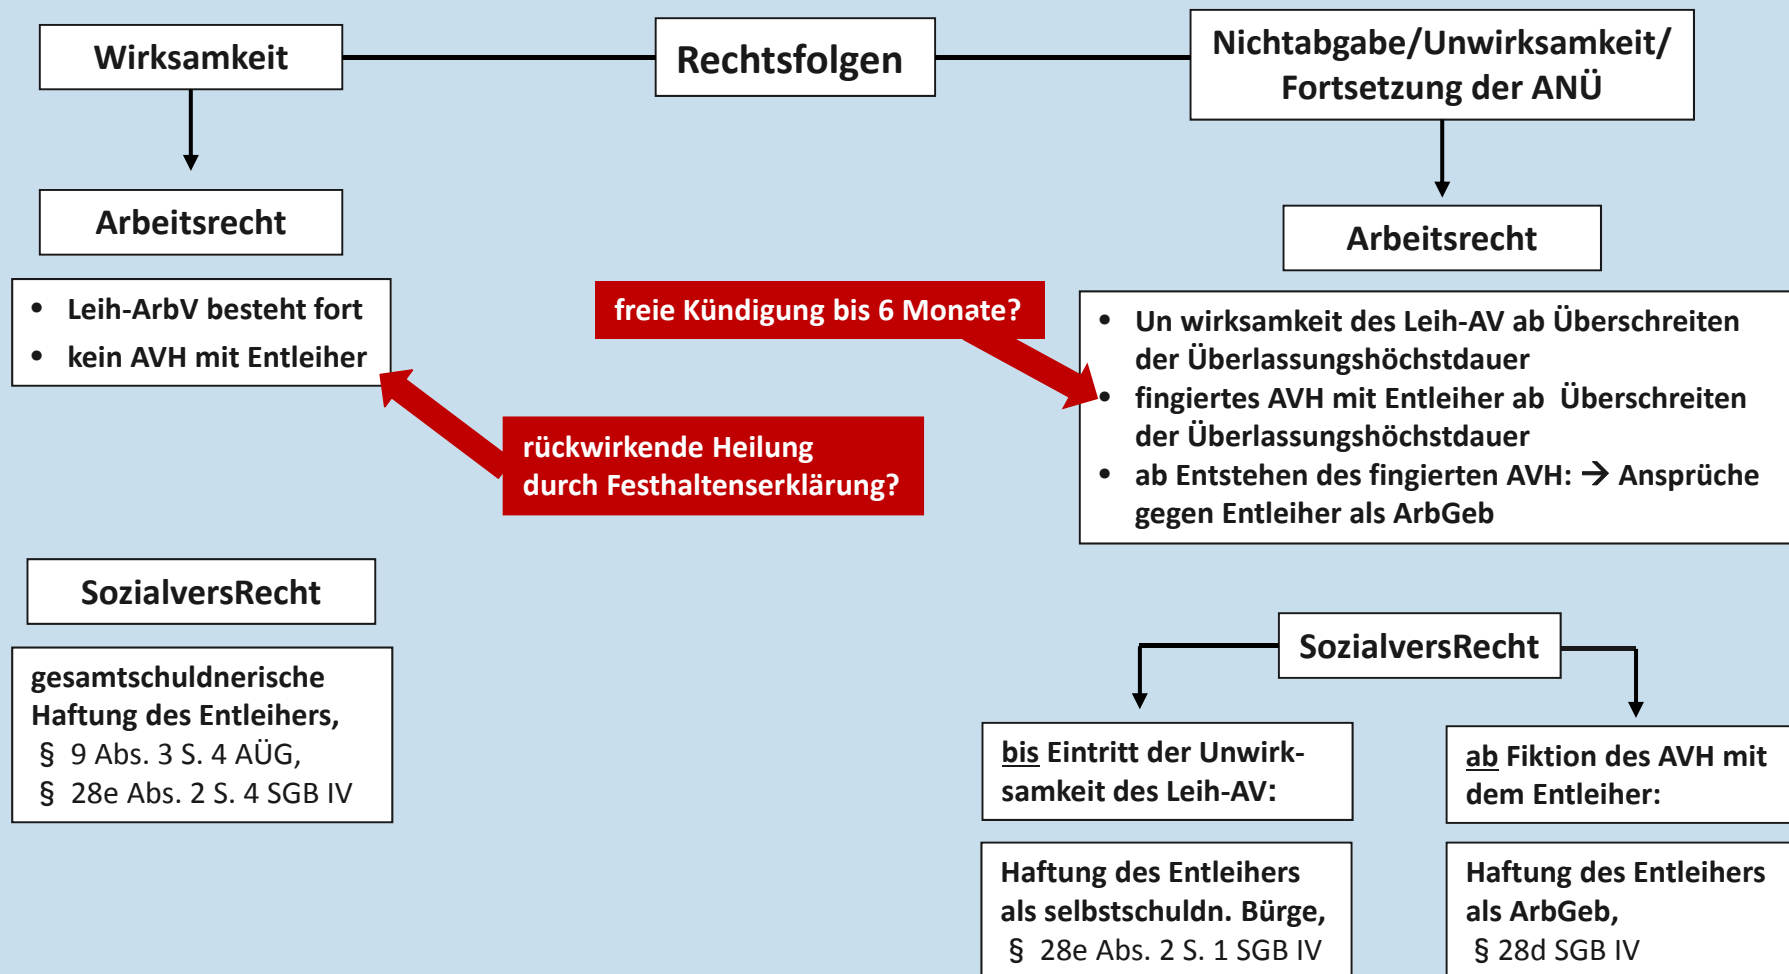 Wirksamkeit
Rechtsfolgen
Nichtabgabe/Unwirksamkeit/
Fortsetzung der ANÜ
Arbeitsrecht
• Leih-ArbV besteht fort
• kein AVH mit Entleiher
rückwirkende Heilung
durch Festhaltenserklärung?
SozialversRecht
gesamtschuldnerische
Haftung des Entleihers,
§ 9 Abs. 3 S. 4 AÜG,
§ 28e Abs. 2 S. 4 SGB IV
Arbeitsrecht
freie Kündigung bis 6 Monate?
• Un wirksamkeit des Leih-AV ab Überschreiten
der Überlassungshöchstdauer
• fingiertes AVH mit Entleiher ab Überschreiten
der Überlassungshöchstdauer
• ab Entstehen des fingierten AVH: → Ansprüche
gegen Entleiher als ArbGeb
SozialversRecht
bis Eintritt der Unwirk-
samkeit des Leih-AV:
Haftung des Entleihers
als selbstschuldn. Bürge,
§ 28e Abs. 2 S. 1 SGB IV
ab Fiktion des AVH mit
dem Entleiher:
Haftung des Entleihers
als ArbGeb,
§ 28d SGB IV